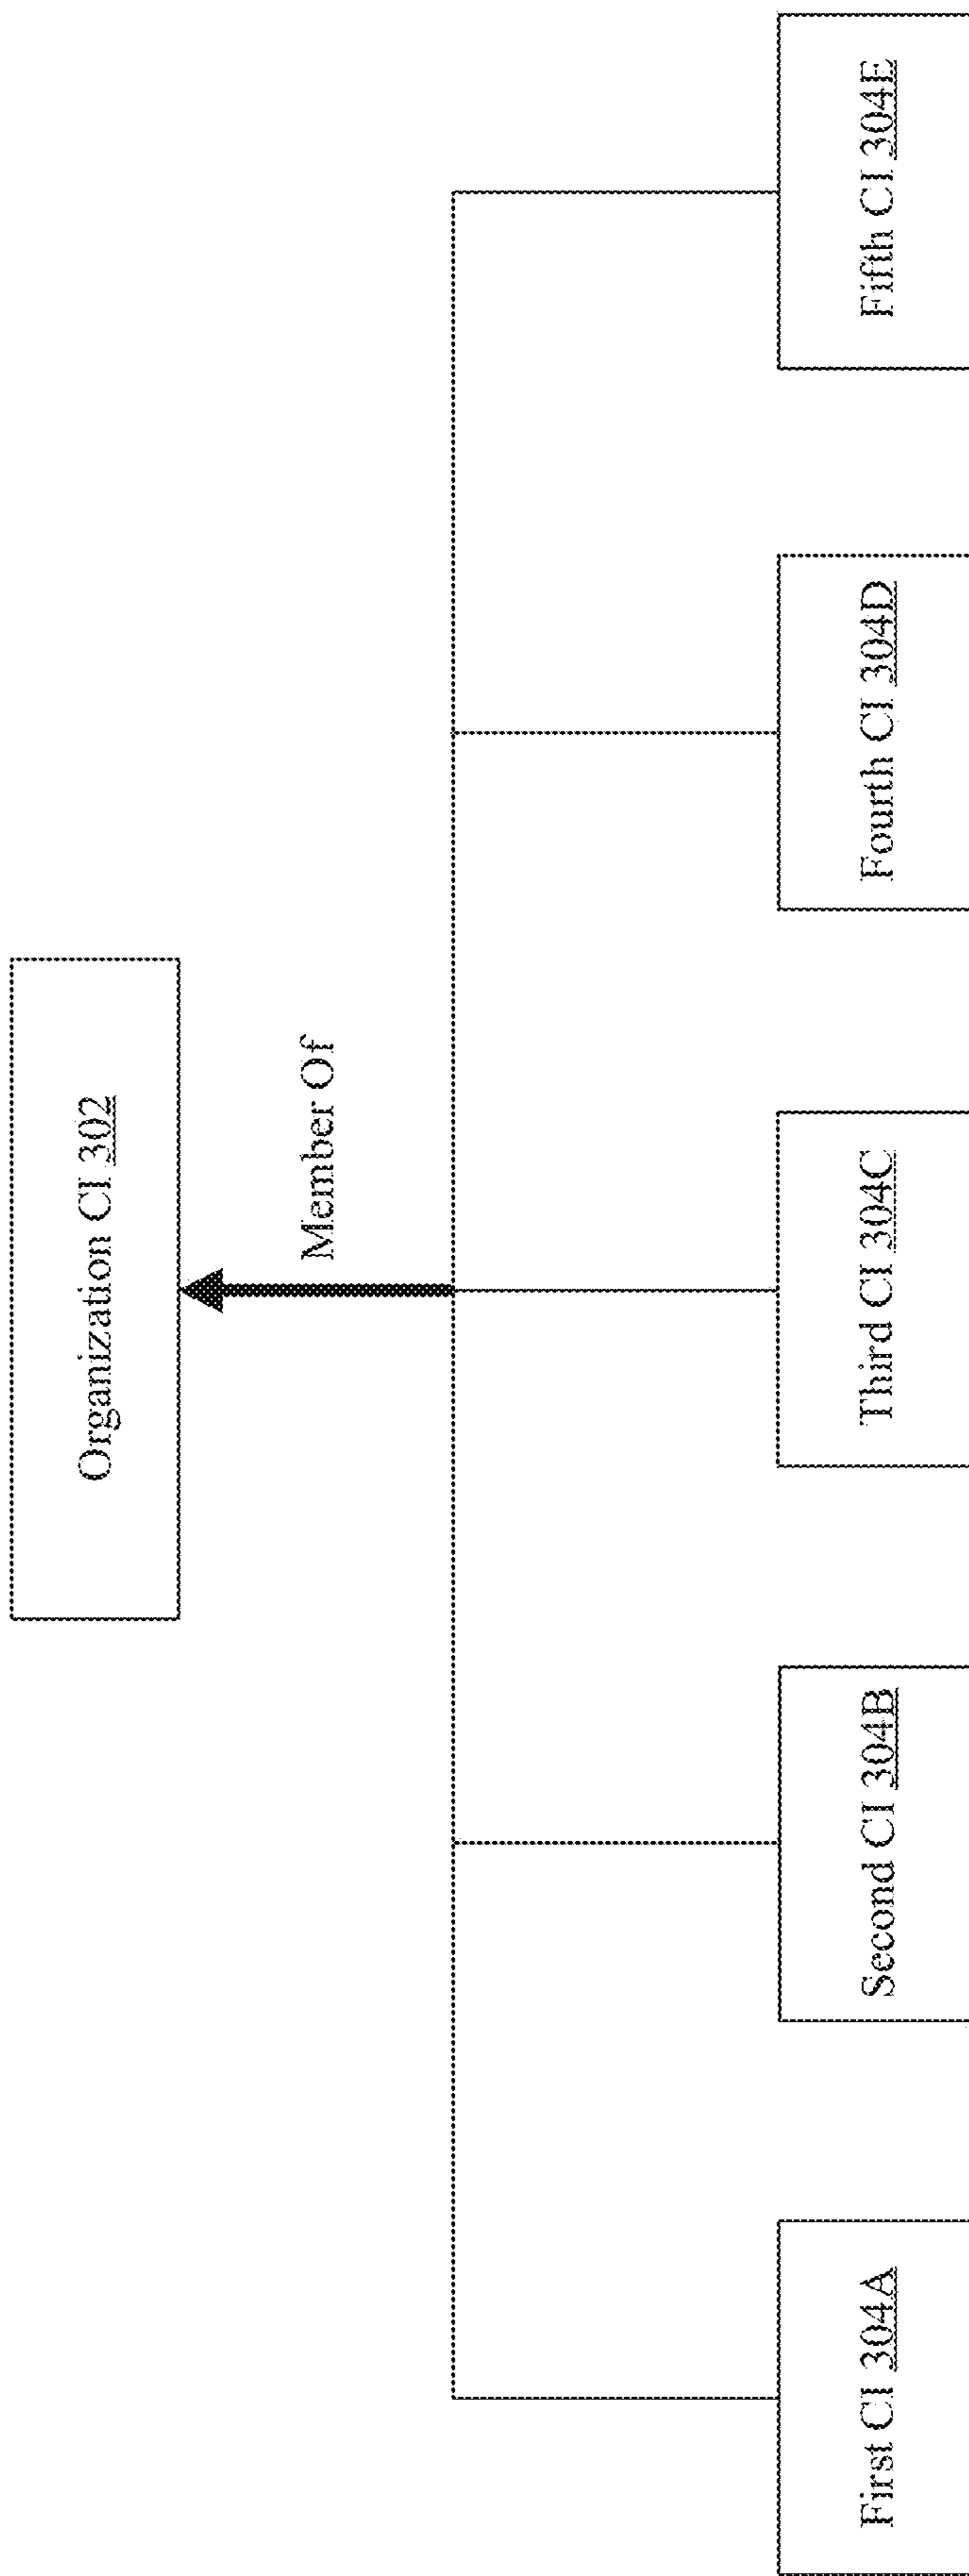 Organization CI 302
Member Of
First CI 304A
Second CI 304B
Third CI 304C
Fourth CI 304D
Fifth CI 304E